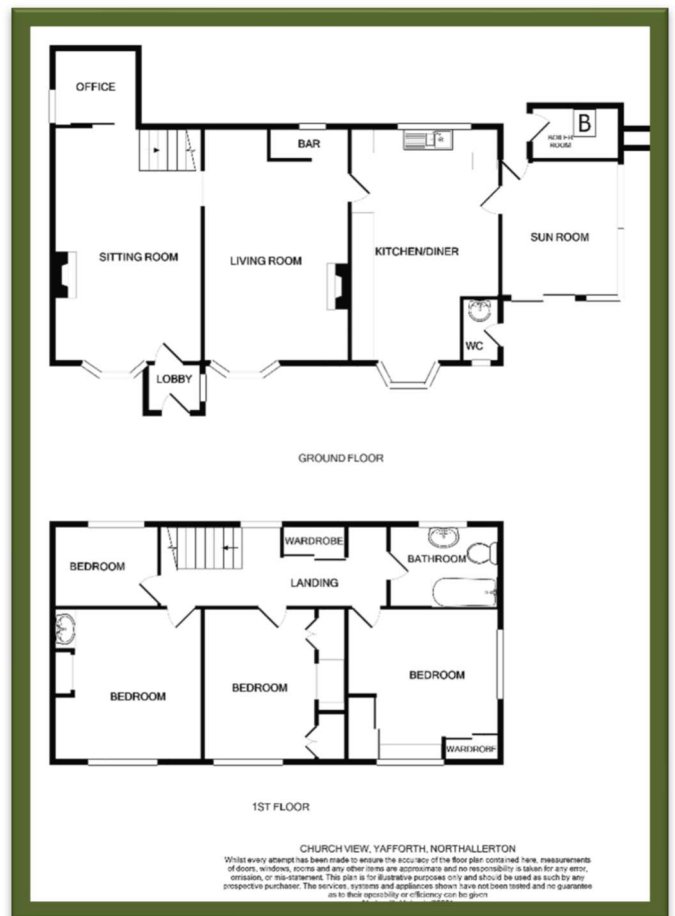 OFFICE
B
BOILER
ROOM
BAR
SITTING ROOM
LIVING ROOM
KITCHEN/DINER
SUN ROOM
WC
LOBBY
GROUND FLOOR
BEDROOM
WARDROBE
BATHROOM
LANDING
BEDROOM
BEDROOM
BEDROOM
WARDROBE
1ST FLOOR
CHURCH VIEW, YAFFORTH, NORTHALLERTON
Whilst every attempt has been made to ensure the accuracy of the floor plan contained here, measurements
of doors, windows, rooms and any other items are approximate and no responsibility is taken for any error,
omission, or mis-statement. This plan is for illustrative purposes only and should be used as such by any
prospective purchaser. The services, systems and appliances shown have not been tested and no guarantee
as to their operability or efficiency can be given